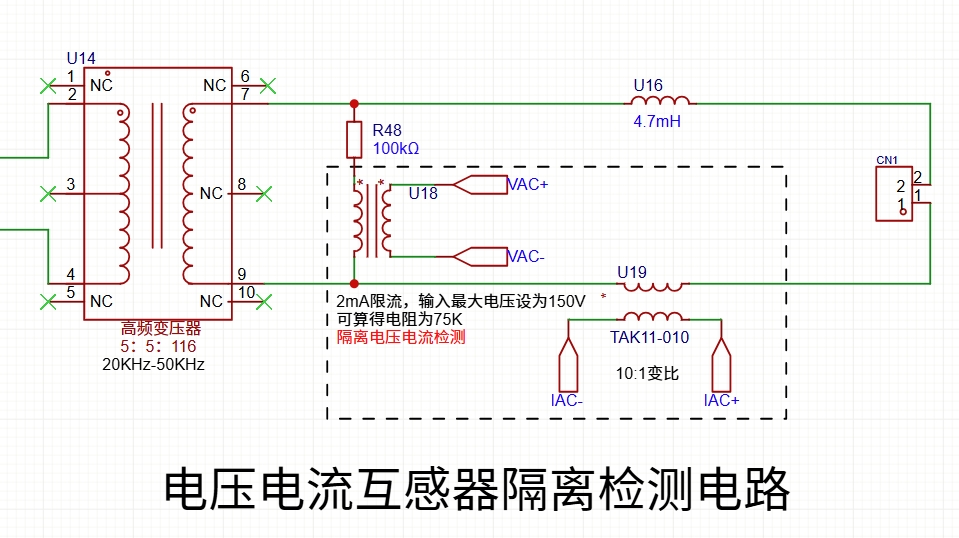 U14
1
NC
2
3
4
5
NC
NC
6
7
NC
8
9
NC
10
高频变压器
5：5：116
20KHz-50KHz
R48
100kΩ
*
*
U18
VAC+
VAC-
U16
4.7mH
CN1
2
2
1
1
2mA限流，输入最大电压设为150V
可算得电阻为75K
隔离电压电流检测
*
U19
TAK11-010
10:1变比
IAC-
IAC+
电压电流互感器隔离检测电路